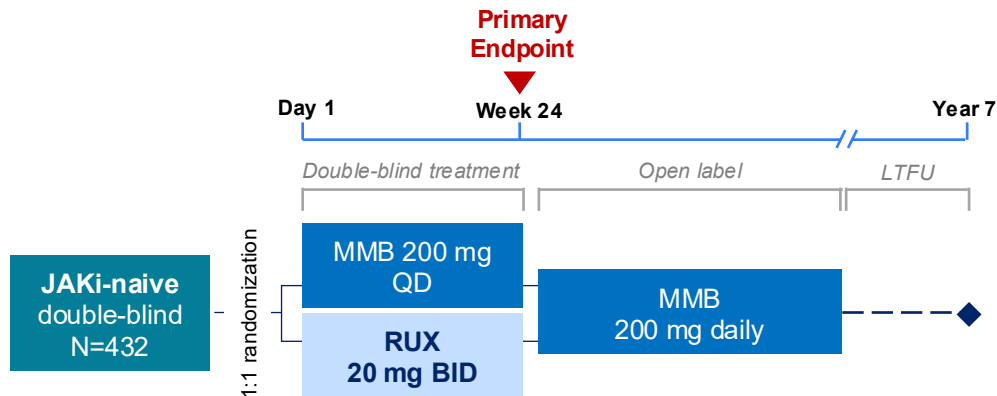 Primary
Endpoint
Day 1
Week 24
Year 7
Double-blind treatment
Open label
LTFU
JAKi-naive
double-blind
N=432
1:1 randomization
MMB 200 mg
QD
RUX
20 mg BID
MMB
200 mg daily